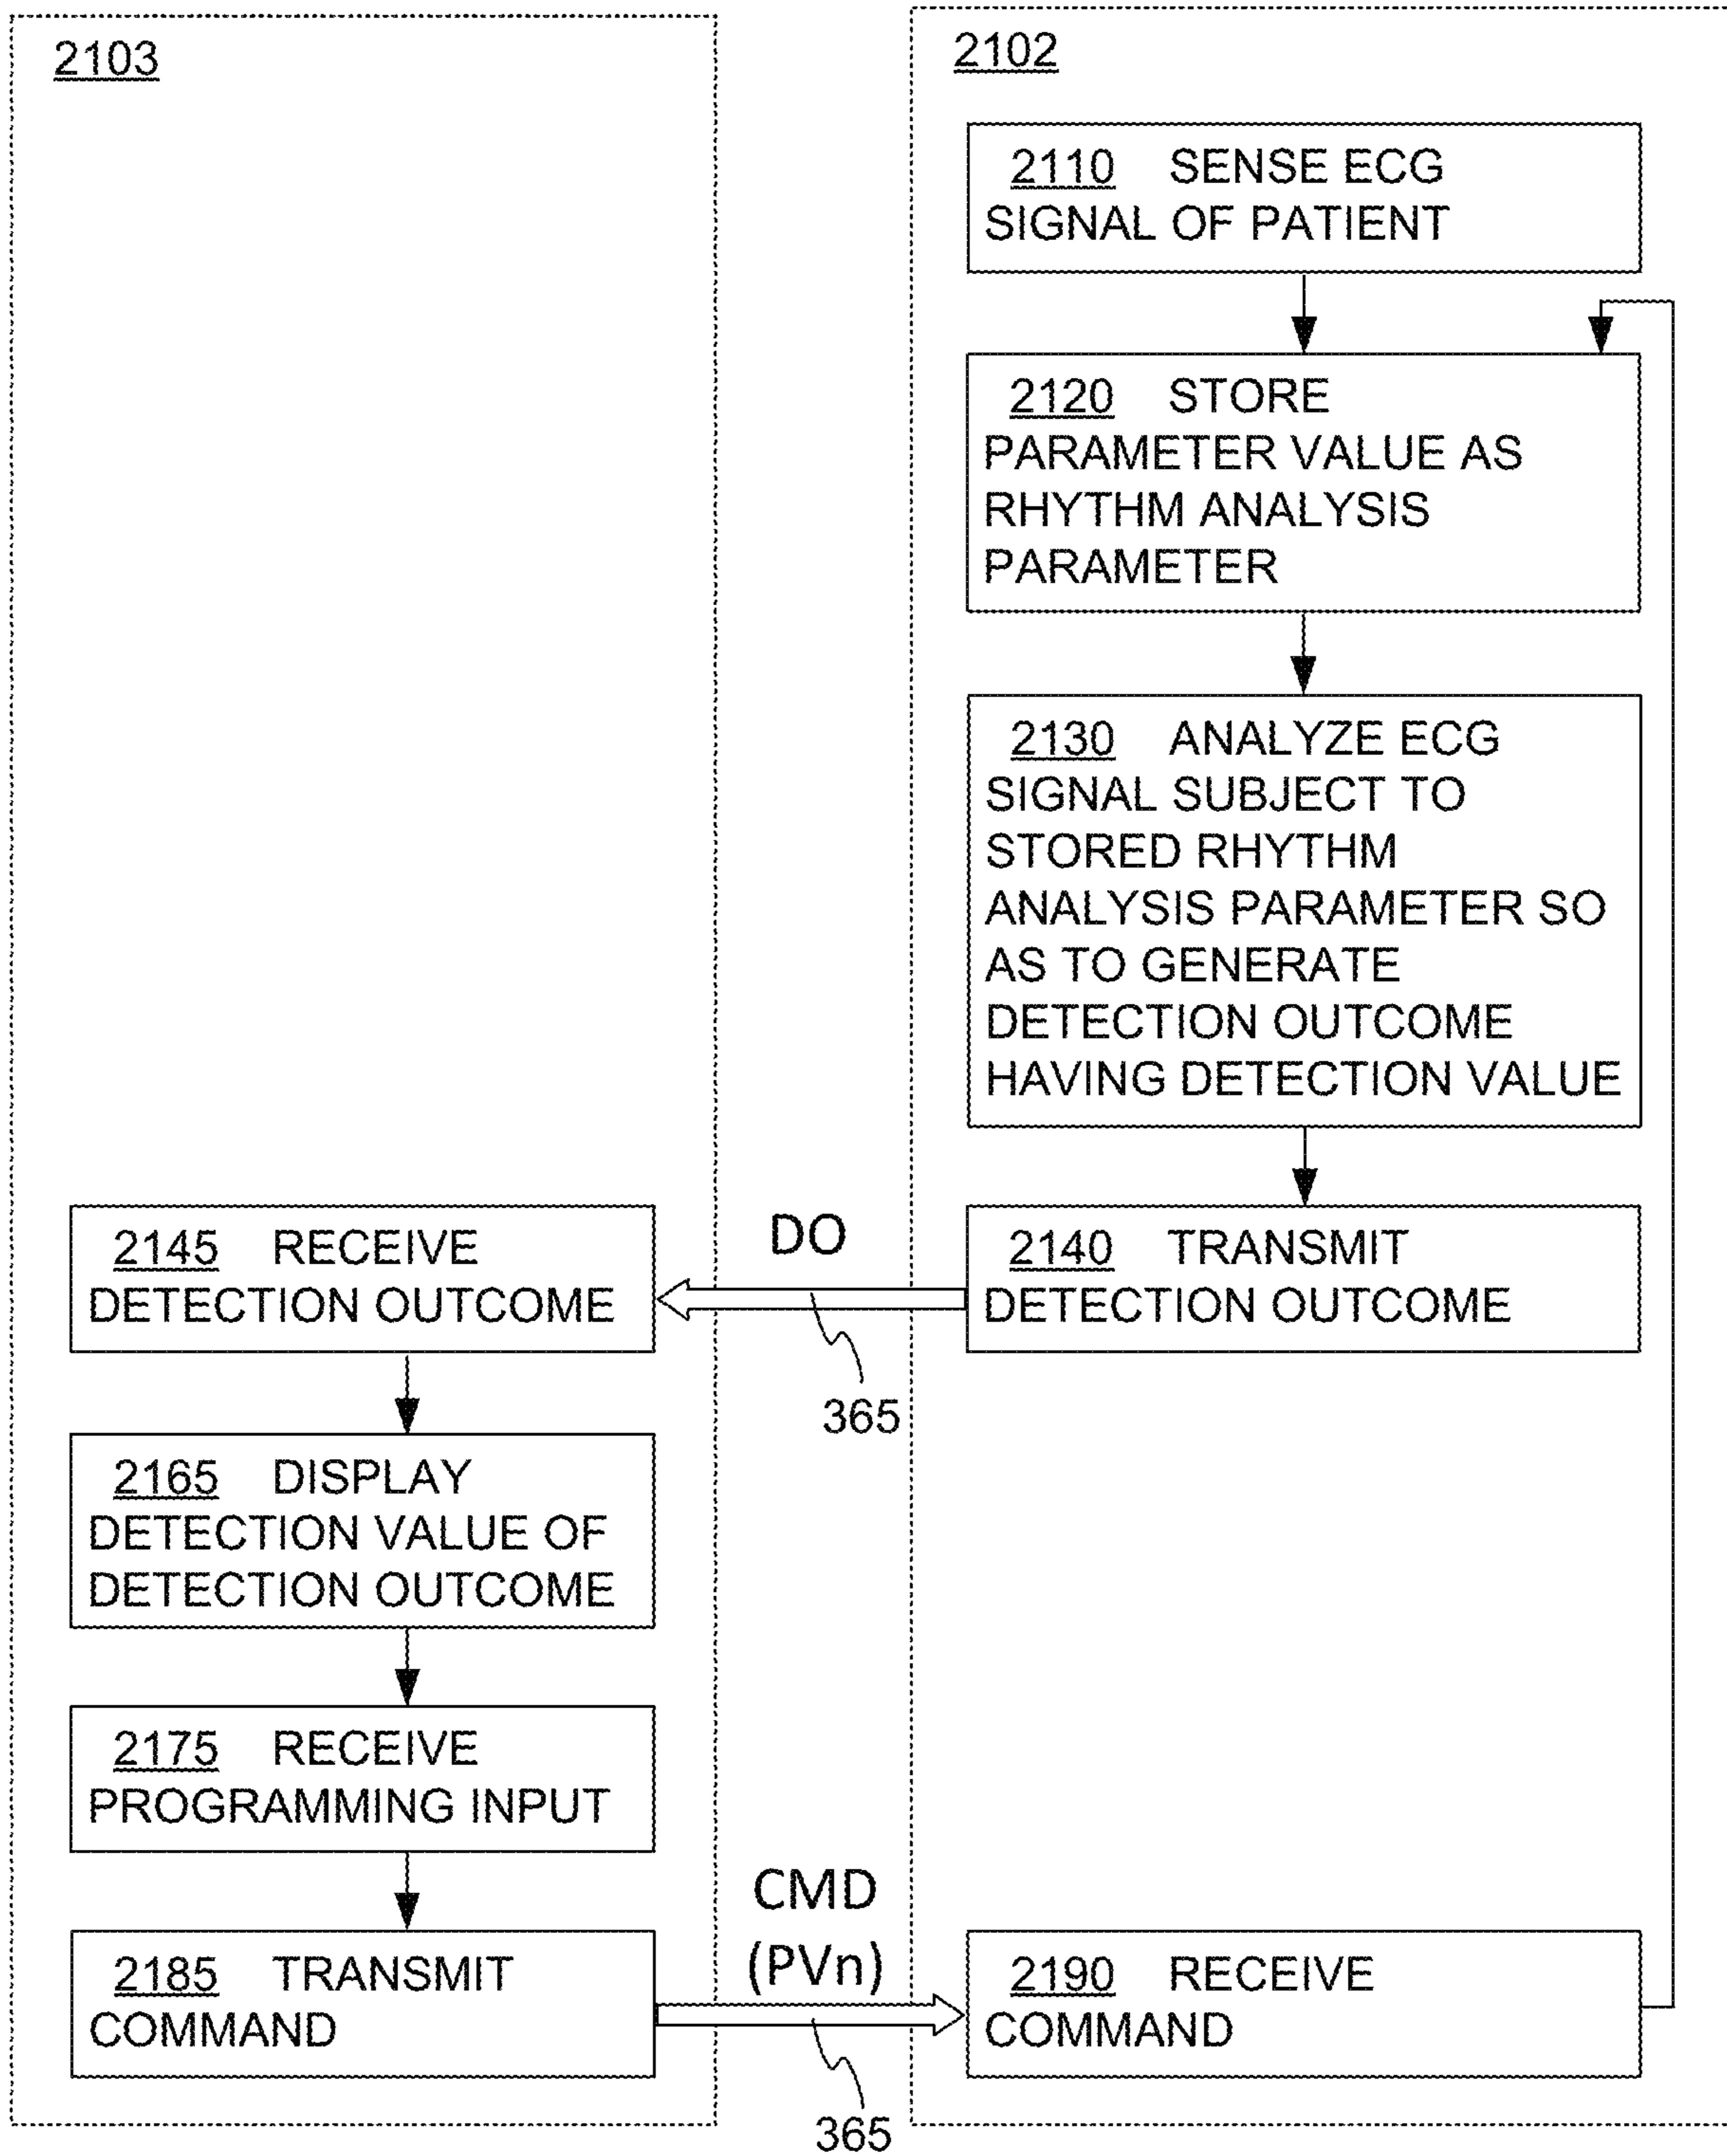 2103
2102
2110 SENSE ECG
SIGNAL OF PATIENT
2120 STORE
PARAMETER VALUE AS
RHYTHM ANALYSIS
PARAMETER
2130 ANALYZE ECG
SIGNAL SUBJECT TO
STORED RHYTHM
ANALYSIS PARAMETER SO
AS TO GENERATE
DETECTION OUTCOME
HAVING DETECTION VALUE
2140 TRANSMIT
DETECTION OUTCOME
DO
365
2145 RECEIVE
DETECTION OUTCOME
2165 DISPLAY
DETECTION VALUE OF
DETECTION OUTCOME
2175 RECEIVE
PROGRAMMING INPUT
2185 TRANSMIT
COMMAND
CMD
(PVn)
365
2190 RECEIVE
COMMAND